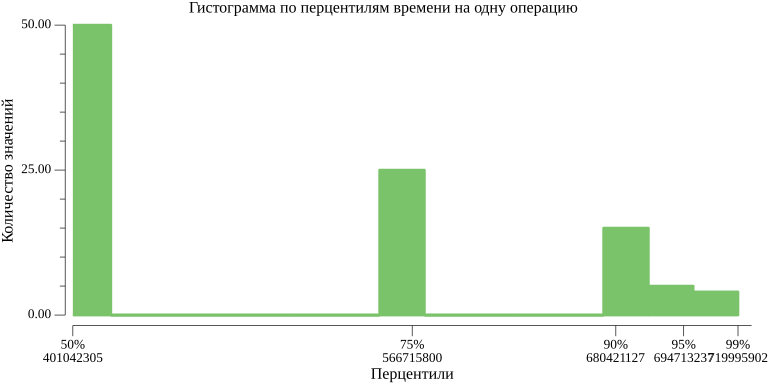 Гистограмма по перцентилям времени на одну операцию
Количество значений
50.00
25.00
0.00
50% 75% 90% 95% 99%
401042305 566715800 680421127 694713237 719995902
Перцентили